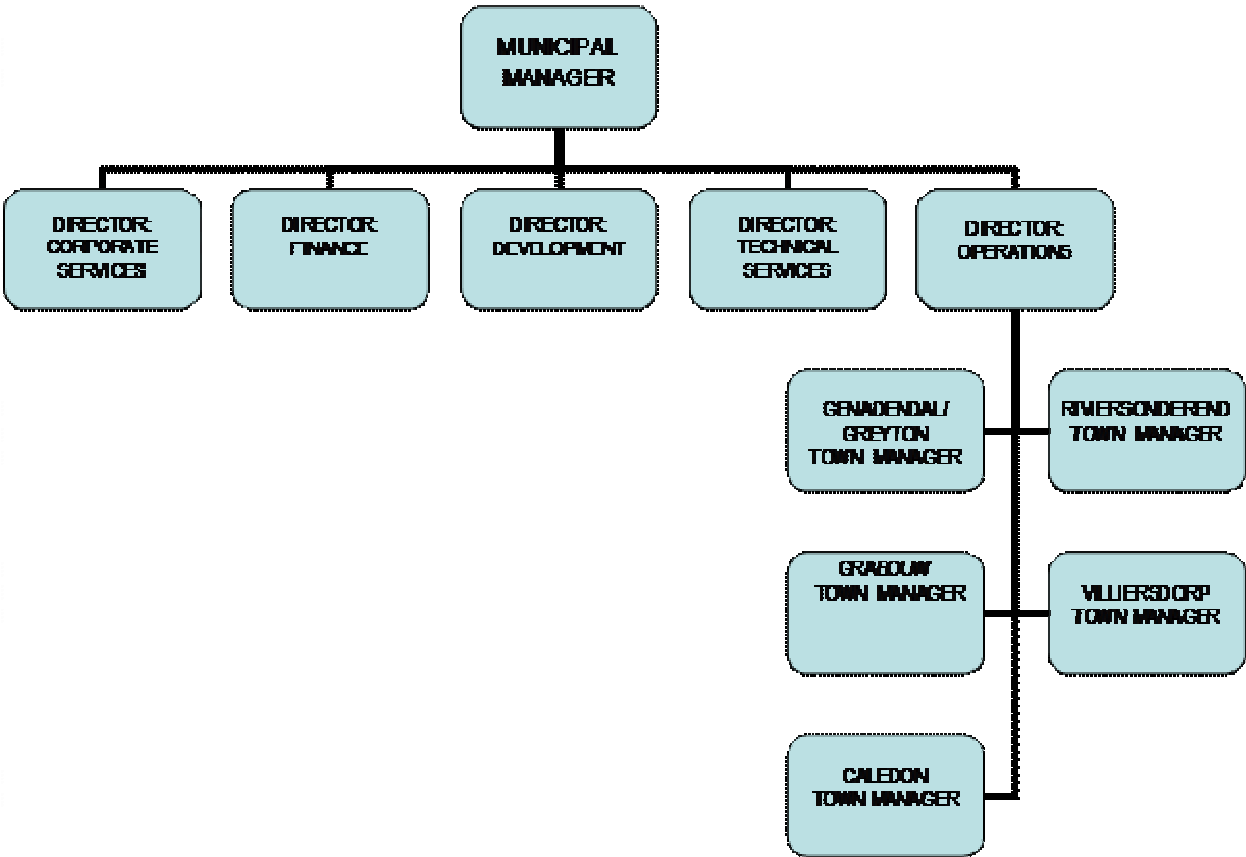 MUNICIPAL
MANAGER
DIRECTOR:
CORPORATE
SERVICES
DIRECTOR:
FINANCE
DIRECTOR:
DEVELOPMENT
DIRECTOR:
TECHNICAL
SERVICES
DIRECTOR:
OPERATIONS
GENADENDAL/
GREYTON
TOWN MANAGER
RIVIERSONDEREND
TOWN MANAGER
GRABOUW
TOWN MANAGER
VILLIERSDORP
TOWN MANAGER
CALEDON
TOWN MANAGER